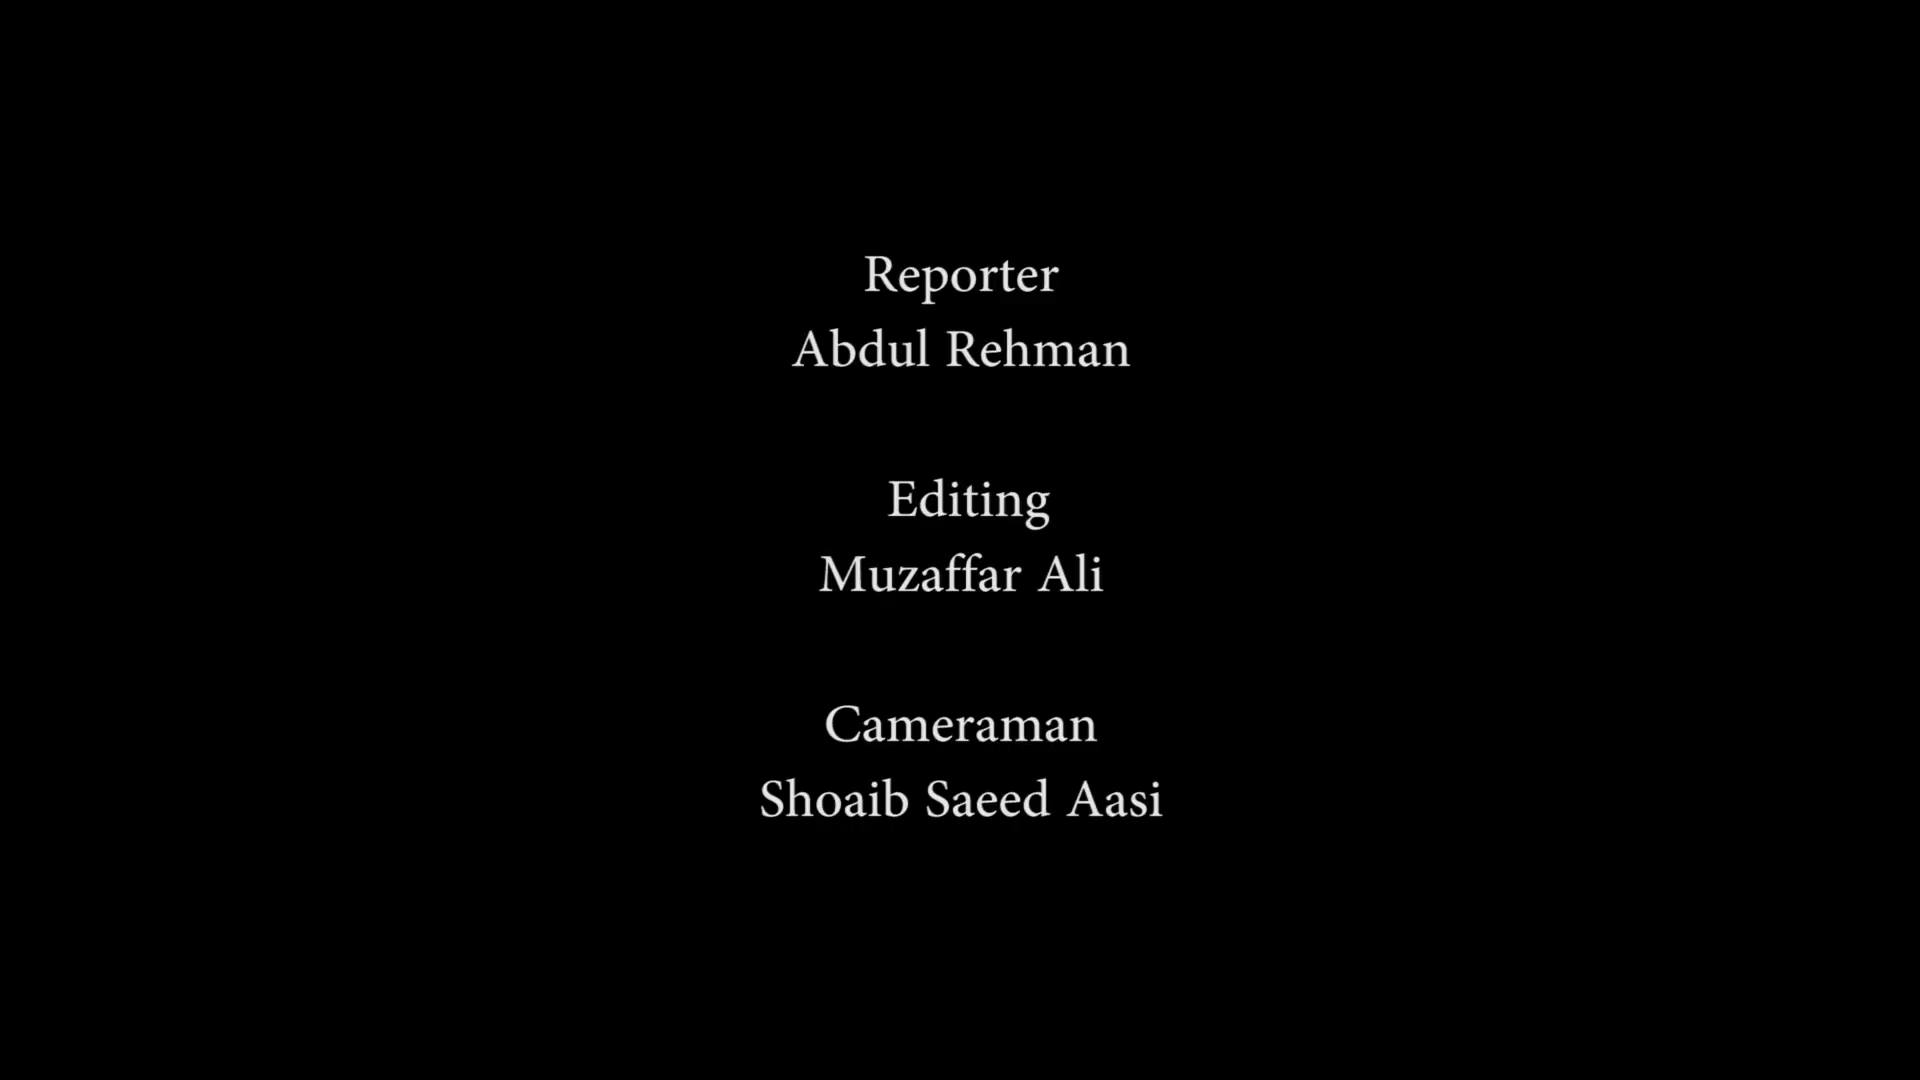 Reporter
Abdul Rehman
Editing
Muzaffar Ali
Cameraman
Shoaib Saeed Aasi